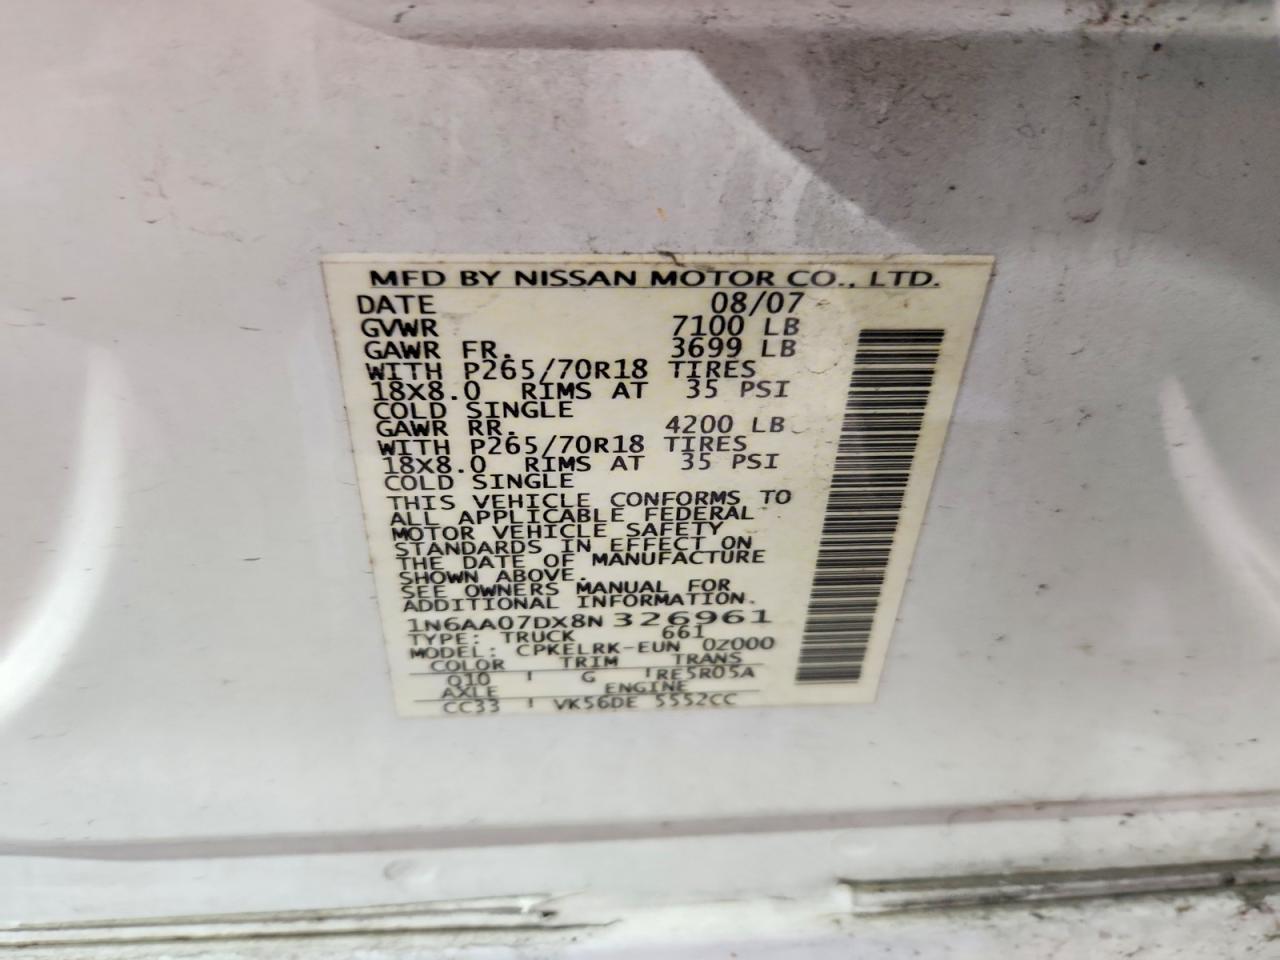 MFD BY NISSAN MOTOR CO., LTD.
DATE 08/07
GVWR 7100 LB
GAWR FR. 3699 LB
WITH P265/70R18 TIRES
18X8.0 RIMS AT 35 PSI
COLD SINGLE
GAWR RR. 4200 LB
WITH P265/70R18 TIRES
18X8.0 RIMS AT 35 PSI
COLD SINGLE
THIS VEHICLE CONFORMS TO
ALL APPLICABLE FEDERAL
MOTOR VEHICLE SAFETY
STANDARDS IN EFFECT ON
THE DATE OF MANUFACTURE
SHOWN ABOVE.
SEE OWNERS MANUAL FOR
ADDITIONAL INFORMATION.
1N6AA07DX8N326961
TYPE: TRUCK 661
MODEL: CPKELRK-EUN 0Z000
COLOR TRIM TRANS
Q10 G RE5R05A
AXLE ENGINE
CC33 VK56DE 5552CC